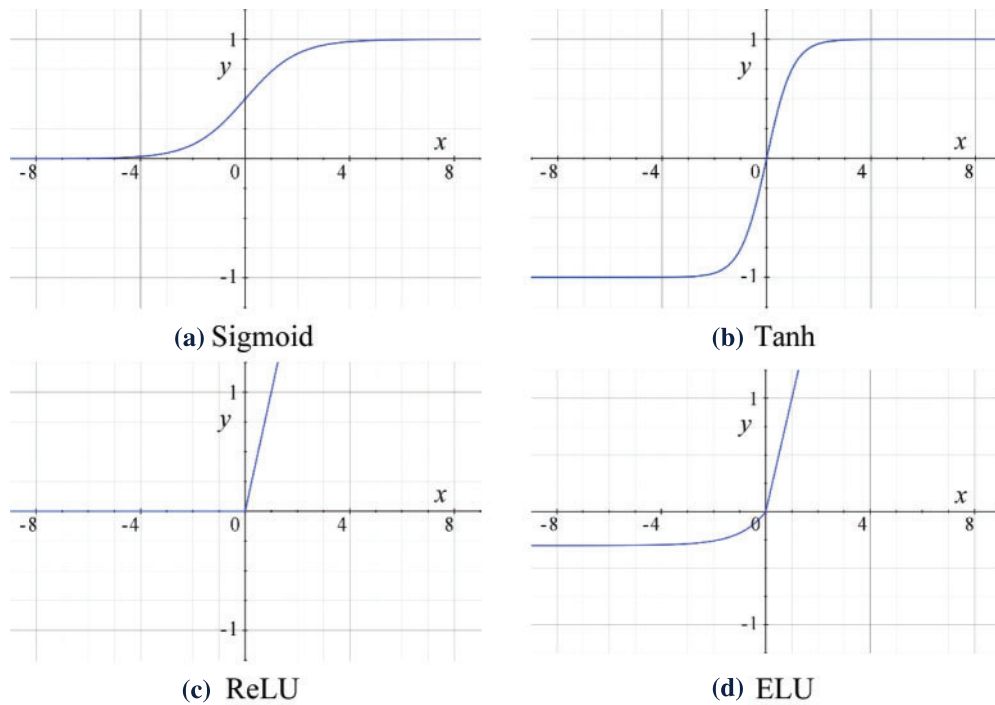 1
y
x
-8 -4 0 4 8
-1
(a) Sigmoid
1
y
x
-8 -4 0 4 8
-1
(b) Tanh
1
y
x
-8 -4 0 4 8
-1
(c) ReLU
1
y
x
-8 -4 0 4 8
-1
(d) ELU